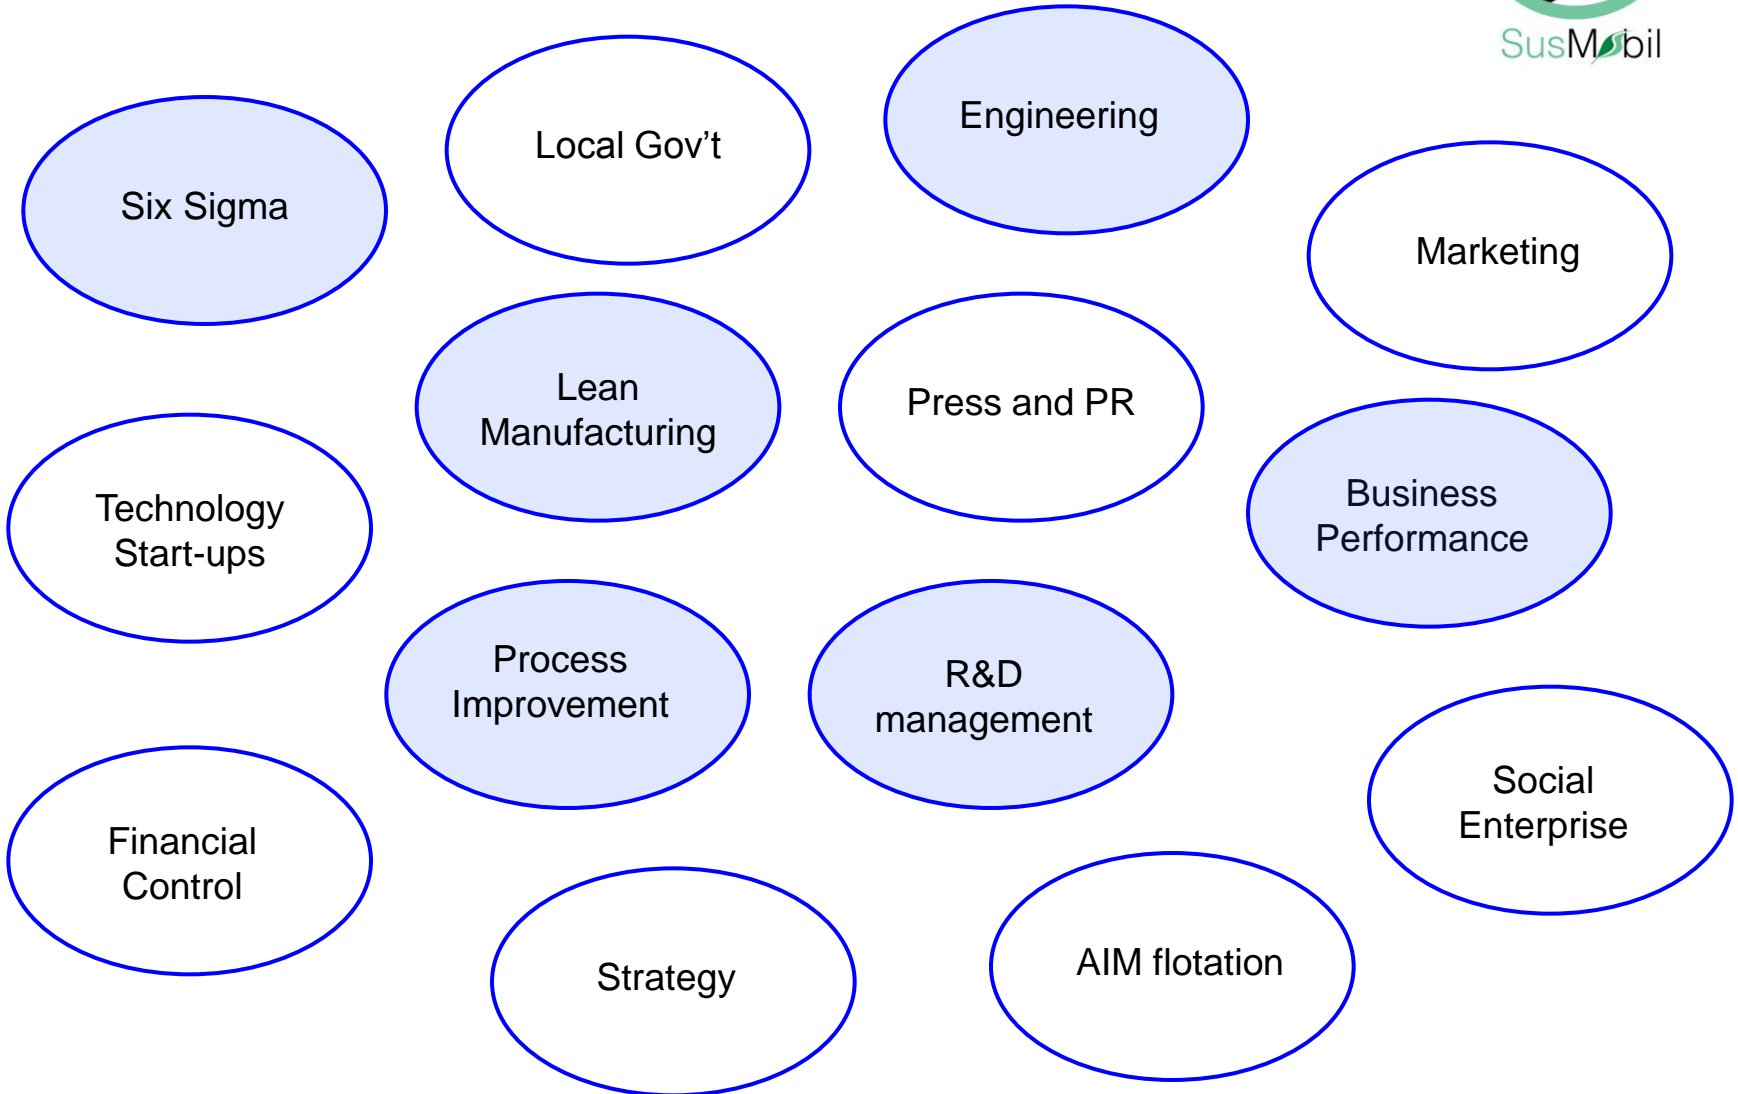 SusMobil
Engineering
Local Gov’t
Six Sigma
Marketing
Lean
Manufacturing
Press and PR
Business
Performance
Technology
Start-ups
Process
Improvement
R&D
management
Social
Enterprise
Financial
Control
Strategy
AIM flotation